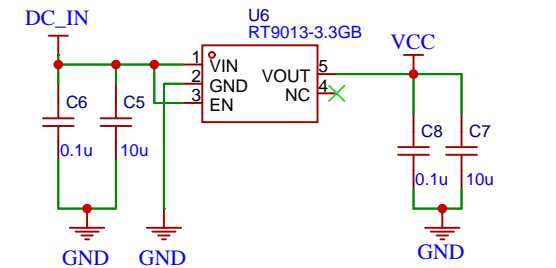 DC_IN
U6
RT9013-3.3GB
VCC
1
VIN
2
GND
3
EN
VOUT
5
NC
4
C6
C5
0.1u
10u
C8
C7
0.1u
10u
GND
GND
GND